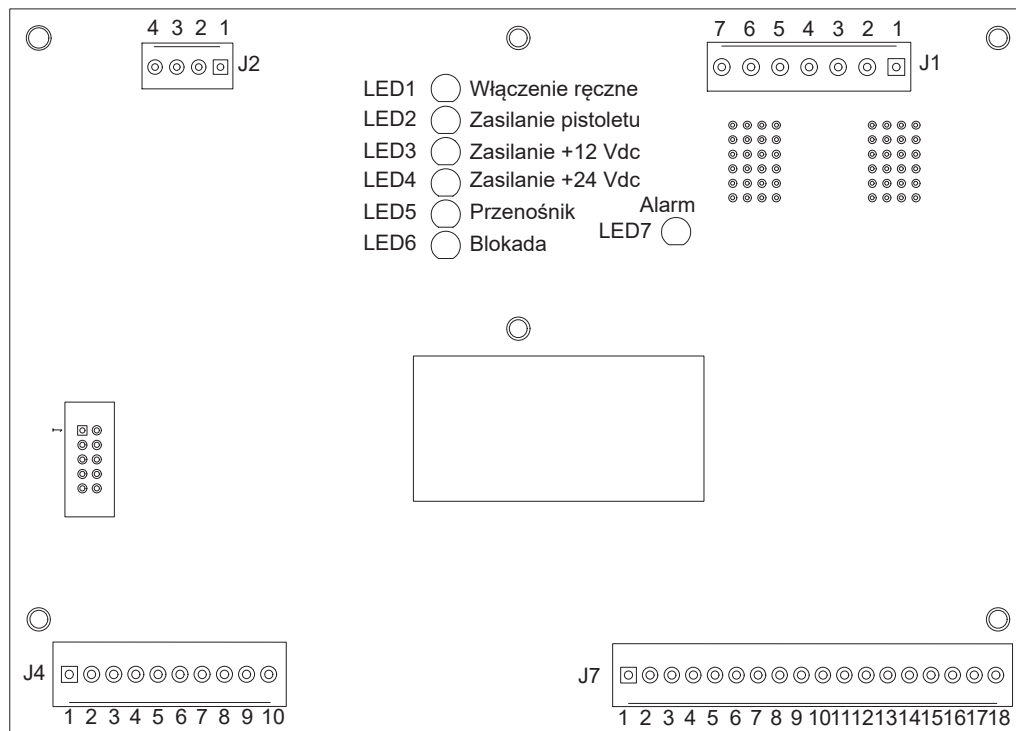 4 3 2 1
J2
7 6 5 4 3 2 1
J1
LED1 Włączenie ręczne
LED2 Zasilanie pistoletu
LED3 Zasilanie +12 Vdc
LED4 Zasilanie +24 Vdc
LED5 Przenośnik
LED6 Blokada
Alarm
LED7
1
J4
1 2 3 4 5 6 7 8 9 10
J7
1 2 3 4 5 6 7 8 9 10 11 12 13 14 15 16 17 18